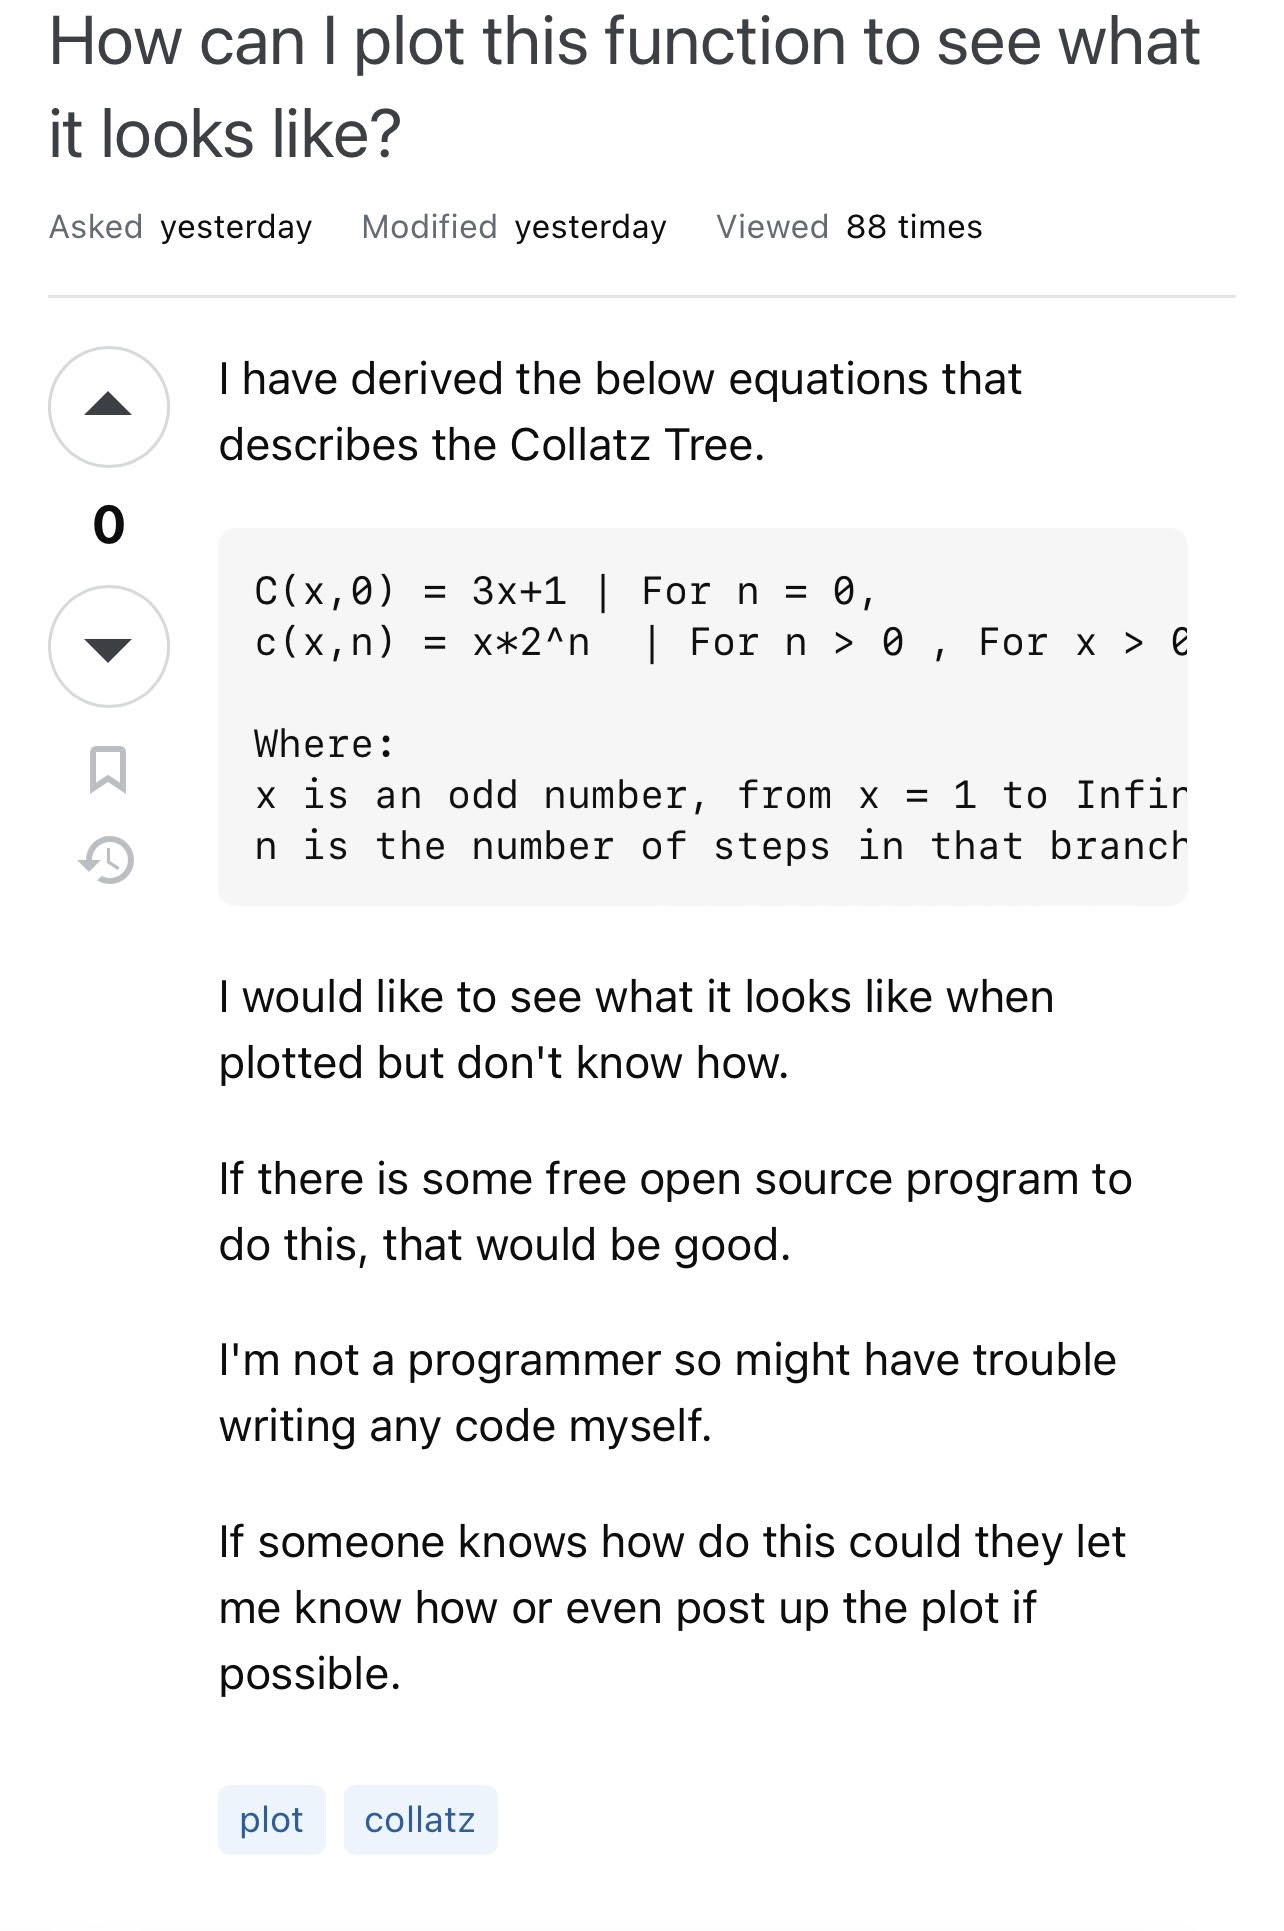 How can I plot this function to see what
it looks like?
Asked yesterday Modified yesterday Viewed 88 times
I have derived the below equations that
describes the Collatz Tree.
0
C(x,0) = 3x+1 | For n = 0,
c(x,n) = x*2^n  | For n > 0 , For x > 0
Where:
x is an odd number, from x = 1 to Infin
n is the number of steps in that branch
I would like to see what it looks like when
plotted but don't know how.
If there is some free open source program to
do this, that would be good.
I'm not a programmer so might have trouble
writing any code myself.
If someone knows how do this could they let
me know how or even post up the plot if
possible.
plot collatz